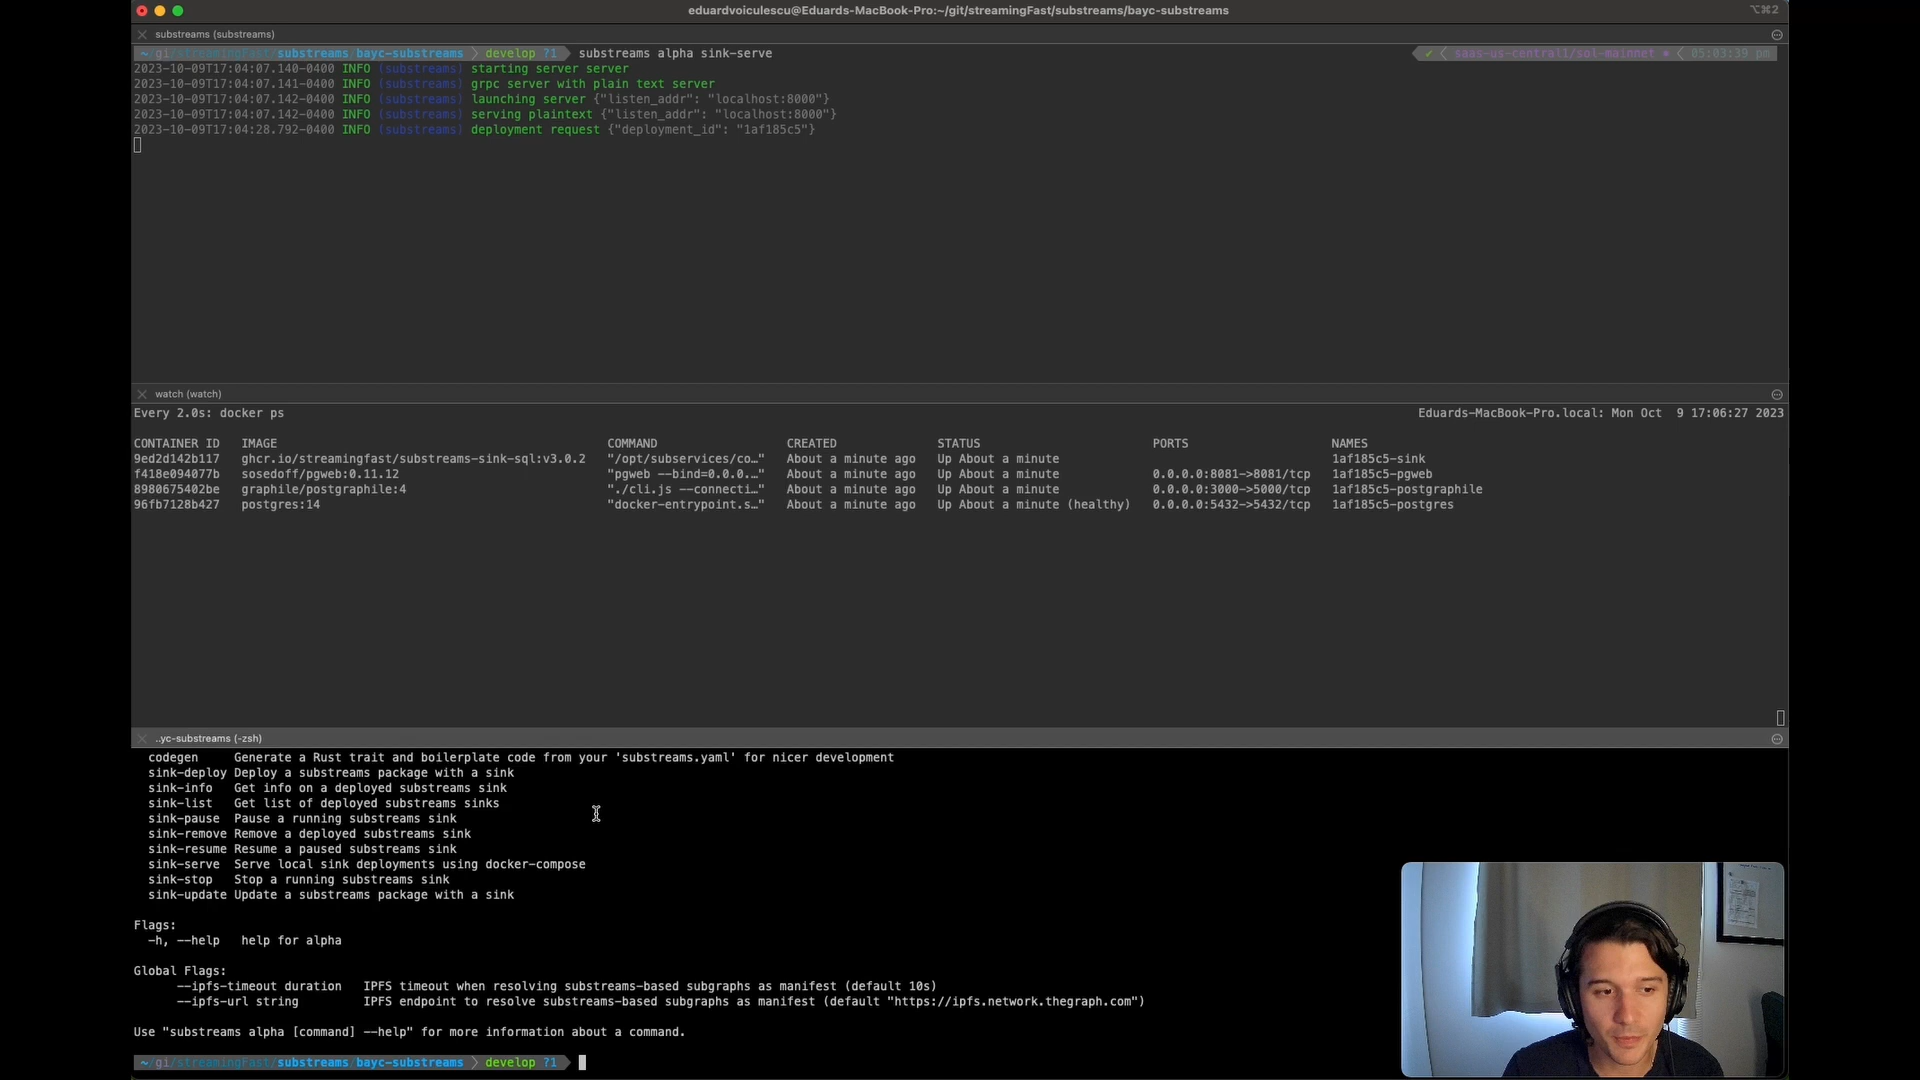 eduardvoiculescu@Eduards-MacBook-Pro:~/git/streamingFast/substreams/bayc-substreams
⌥⌘2
substreams (substreams)
~/gi/streamingFast/substreams/bayc-substreams develop ?1 substreams alpha sink-serve ✔ saas-us-central1/sol-mainnet 05:03:39 pm
2023-10-09T17:04:07.140-0400 INFO (substreams) starting server server
2023-10-09T17:04:07.141-0400 INFO (substreams) grpc server with plain text server
2023-10-09T17:04:07.142-0400 INFO (substreams) launching server {"listen_addr": "localhost:8000"}
2023-10-09T17:04:07.142-0400 INFO (substreams) serving plaintext {"listen_addr": "localhost:8000"}
2023-10-09T17:04:28.792-0400 INFO (substreams) deployment request {"deployment_id": "1af185c5"}
watch (watch)
Every 2.0s: docker ps Eduards-MacBook-Pro.local: Mon Oct 9 17:06:27 2023
CONTAINER ID IMAGE COMMAND CREATED STATUS PORTS NAMES
9ed2d142b117 ghcr.io/streamingfast/substreams-sink-sql:v3.0.2 "/opt/subservices/co…" About a minute ago Up About a minute 1af185c5-sink
f418e094077b sosedoff/pgweb:0.11.12 "pgweb --bind=0.0.0.…" About a minute ago Up About a minute 0.0.0.0:8081->8081/tcp 1af185c5-pgweb
8980675402be graphile/postgraphile:4 "./cli.js --connecti…" About a minute ago Up About a minute 0.0.0.0:3000->5000/tcp 1af185c5-postgraphile
96fb7128b427 postgres:14 "docker-entrypoint.s…" About a minute ago Up About a minute (healthy) 0.0.0.0:5432->5432/tcp 1af185c5-postgres
..yc-substreams (-zsh)
codegen Generate a Rust trait and boilerplate code from your 'substreams.yaml' for nicer development
sink-deploy Deploy a substreams package with a sink
sink-info Get info on a deployed substreams sink
sink-list Get list of deployed substreams sinks
sink-pause Pause a running substreams sink
sink-remove Remove a deployed substreams sink
sink-resume Resume a paused substreams sink
sink-serve Serve local sink deployments using docker-compose
sink-stop Stop a running substreams sink
sink-update Update a substreams package with a sink
Flags:
-h, --help help for alpha
Global Flags:
--ipfs-timeout duration IPFS timeout when resolving substreams-based subgraphs as manifest (default 10s)
--ipfs-url string IPFS endpoint to resolve substreams-based subgraphs as manifest (default "https://ipfs.network.thegraph.com")
Use "substreams alpha [command] --help" for more information about a command.
~/gi/streamingFast/substreams/bayc-substreams develop ?1